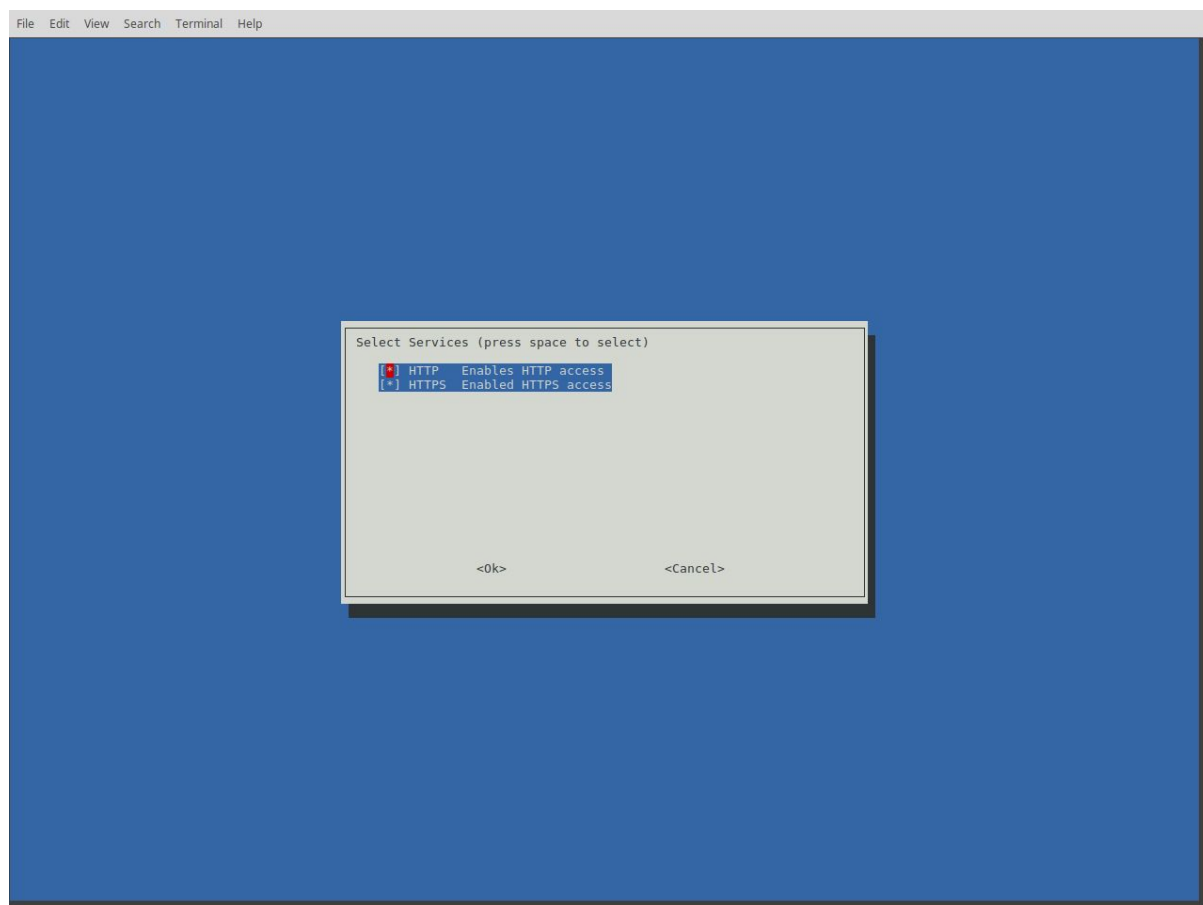 File Edit View Search Terminal Help
Select Services (press space to select)
[*] HTTP Enables HTTP access
[*] HTTPS Enabled HTTPS access
<Ok> <Cancel>